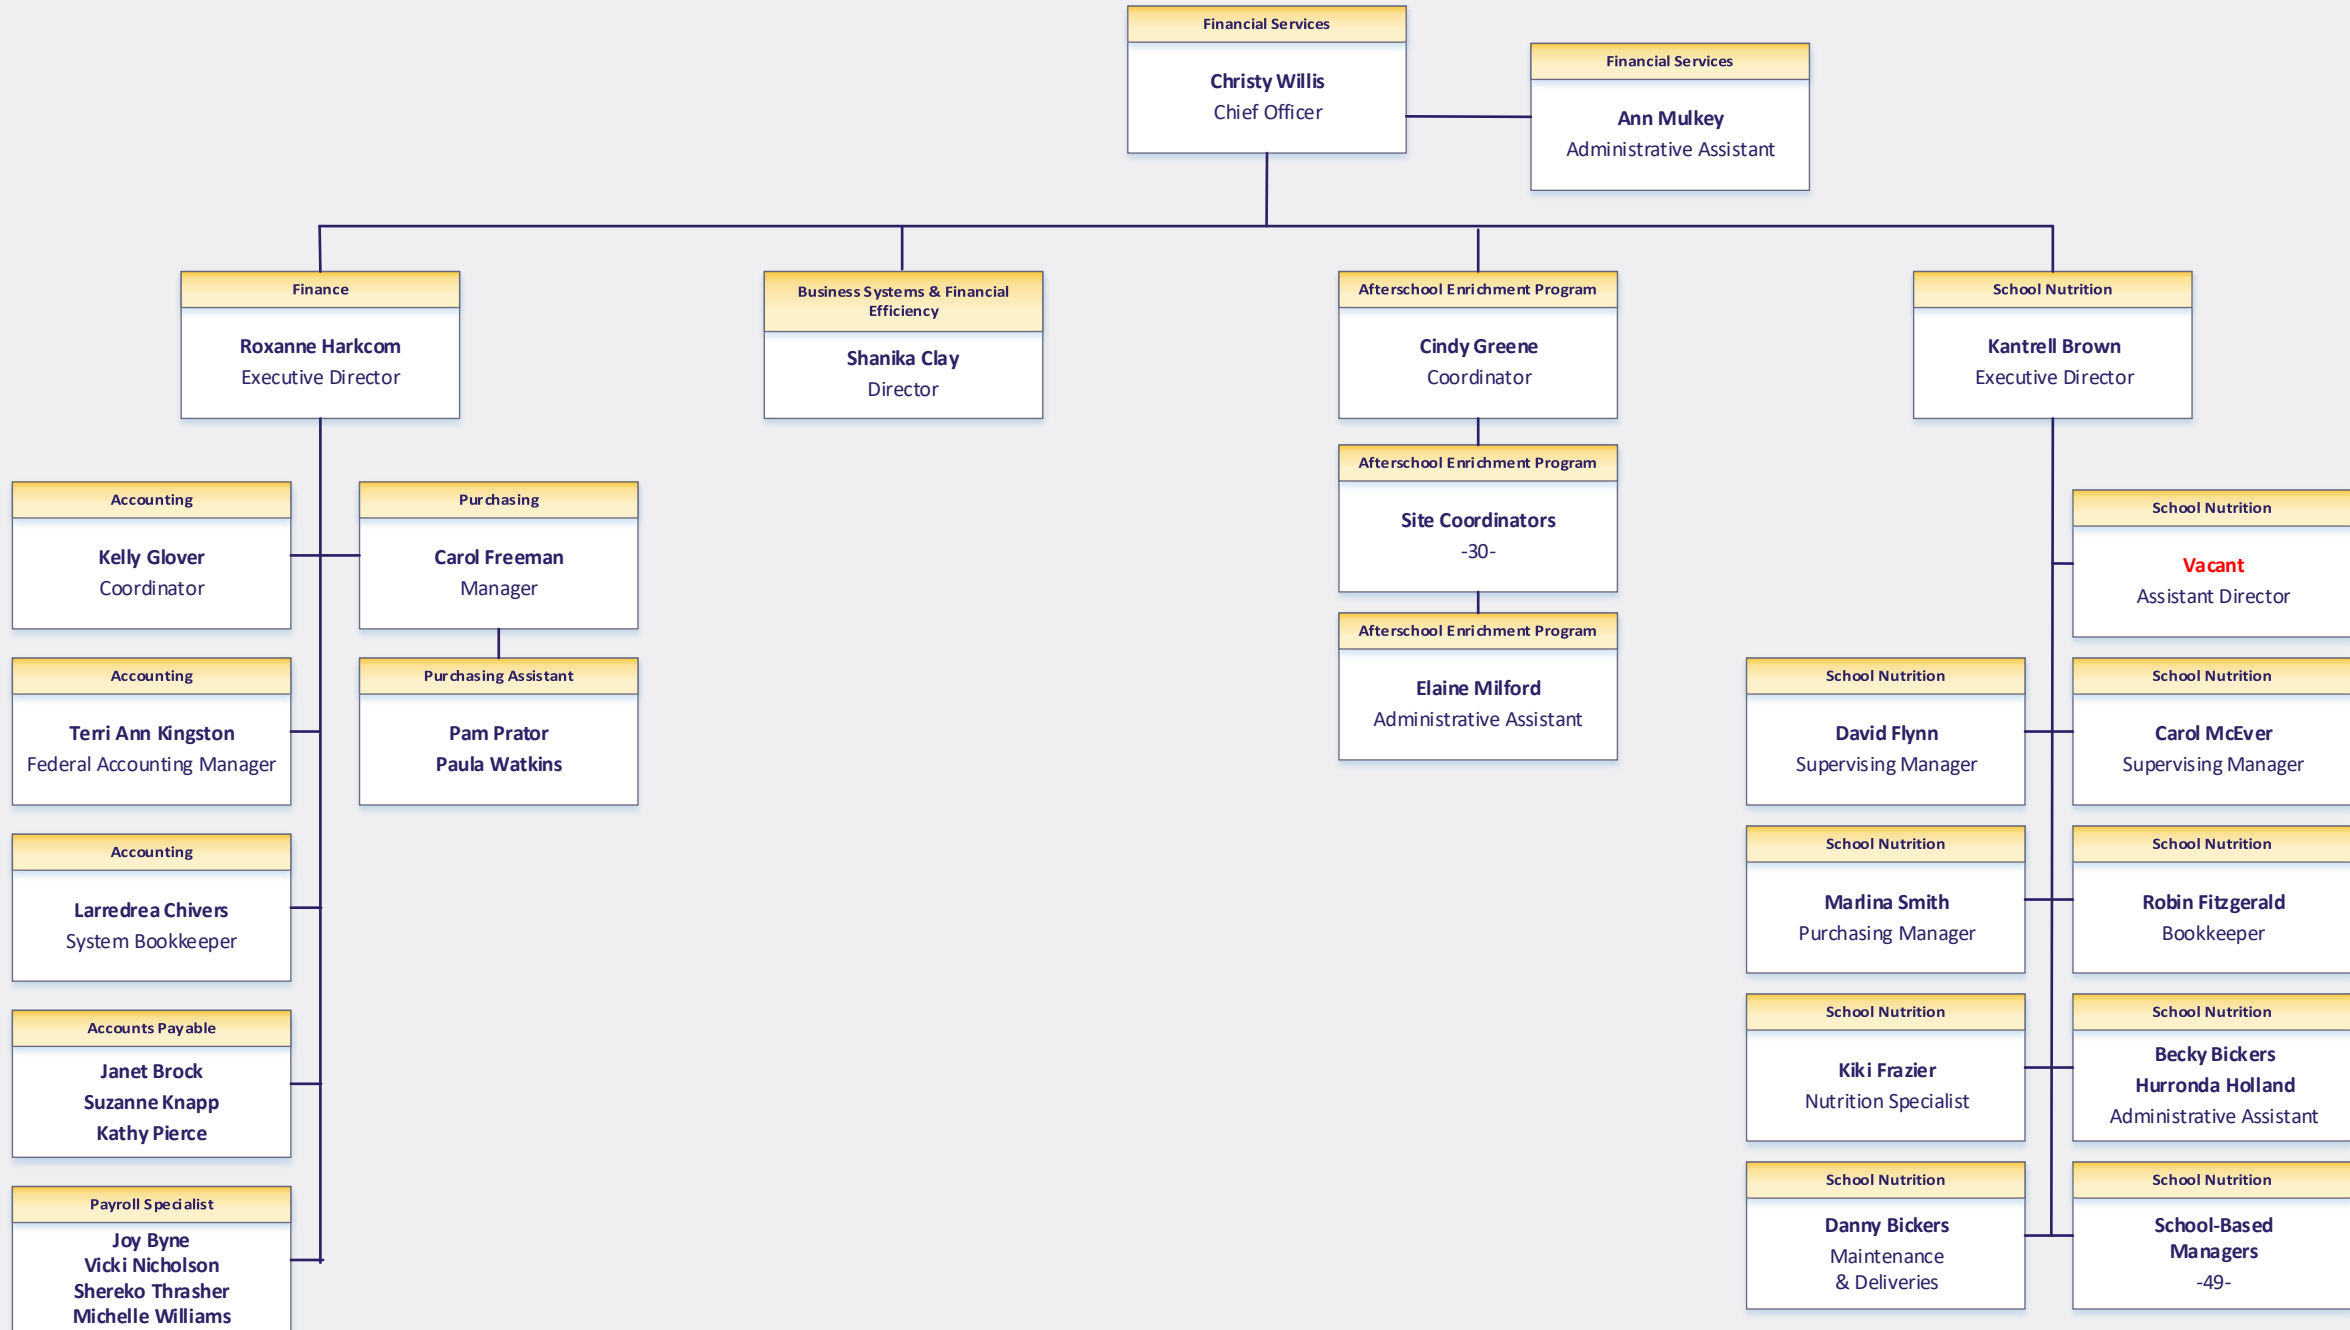 Financial Services
Christy Willis
Chief Officer
Financial Services
Ann Mulkey
Administrative Assistant
Finance
Roxanne Harkcom
Executive Director
Business Systems & Financial
Efficiency
Shanika Clay
Director
Afterschool Enrichment Program
Cindy Greene
Coordinator
School Nutrition
Kantrell Brown
Executive Director
Accounting
Kelly Glover
Coordinator
Purchasing
Carol Freeman
Manager
Accounting
Terri Ann Kingston
Federal Accounting Manager
Purchasing Assistant
Pam Prator
Paula Watkins
Accounting
Larredrea Chivers
System Bookkeeper
Accounts Payable
Janet Brock
Suzanne Knapp
Kathy Pierce
Payroll Specialist
Joy Byne
Vicki Nicholson
Shereko Thrasher
Michelle Williams
Afterschool Enrichment Program
Site Coordinators
-30-
Afterschool Enrichment Program
Elaine Milford
Administrative Assistant
School Nutrition
Vacant
Assistant Director
School Nutrition
David Flynn
Supervising Manager
School Nutrition
Carol McEver
Supervising Manager
School Nutrition
Marlina Smith
Purchasing Manager
School Nutrition
Robin Fitzgerald
Bookkeeper
School Nutrition
Kiki Frazier
Nutrition Specialist
School Nutrition
Becky Bickers
Hurronda Holland
Administrative Assistant
School Nutrition
Danny Bickers
Maintenance
& Deliveries
School Nutrition
School-Based
Managers
-49-